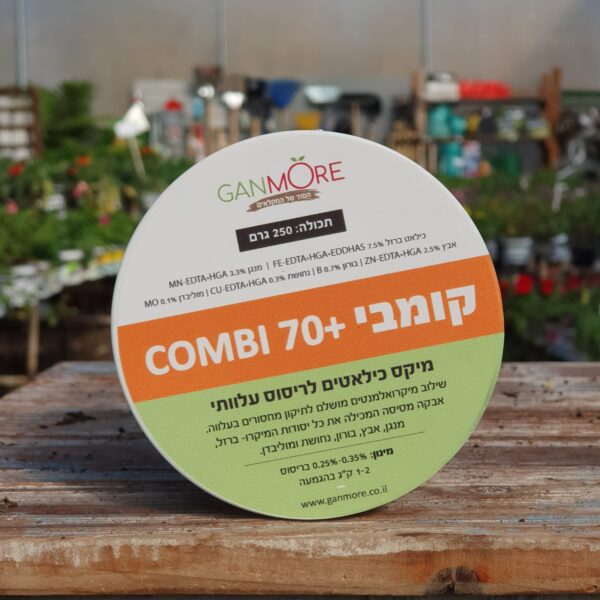 GANMORE
הסוד של החקלאים
תכולה: 250 גרם
כילאט ברזל FE-EDTA+HGA+EDDHAS 7.5% | מנגן MN-EDTA+HGA 3.3%
אבץ ZN-EDTA+HGA 2.5% | בורון B 0.7% | נחושת CU-EDTA+HGA 0.3% | מוליבדן MO 0.1%
קומבי +70 COMBI
מיקס כילאטים לריסוס עלוותי
שילוב מיקרואלמנטים מושלם לתיקון מחסורים בעלווה.
אבקה מסיסה המכילה את כל יסודות המיקרו- ברזל,
מנגן, אבץ, בורון, נחושת ומוליבדן.
מינון: 0.25%-0.35% בריסוס
1-2 ק"ג בהגמעה
www.ganmore.co.il